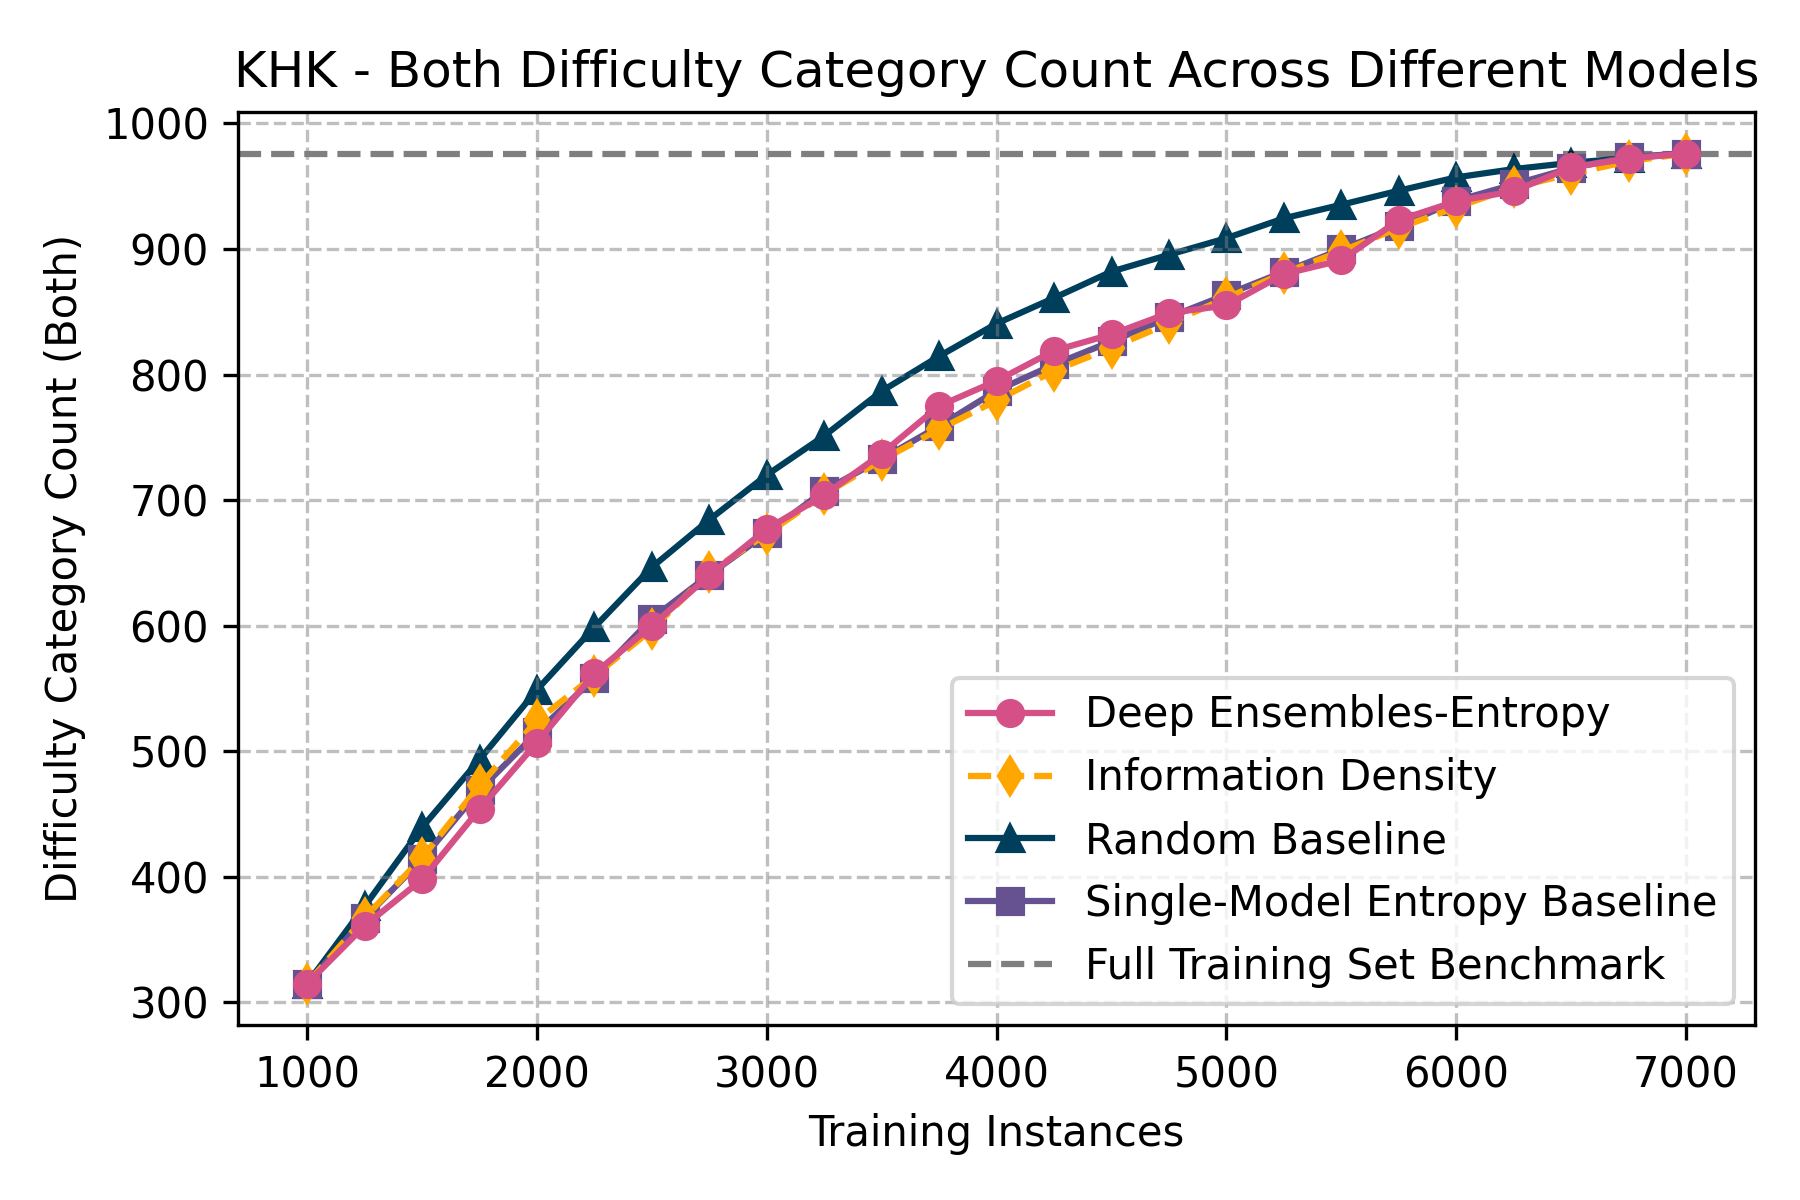 KHK - Both Difficulty Category Count Across Different Models
1000
900
800
700
600
500
400
300
Difficulty Category Count (Both)
Deep Ensembles-Entropy
Information Density
Random Baseline
Single-Model Entropy Baseline
Full Training Set Benchmark
1000 2000 3000 4000 5000 6000 7000
Training Instances